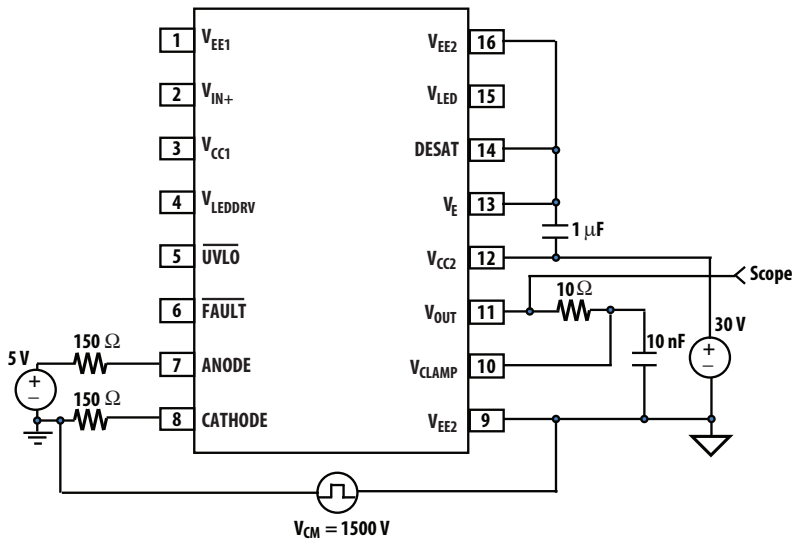 1 V_EE1
2 V_IN+
3 V_CC1
4 V_LEDDRV
5 U̅V̅L̅O̅
6 F̅A̅U̅L̅T̅
7 ANODE
8 CATHODE
V_EE2 16
V_LED 15
DESAT 14
V_E 13
V_CC2 12
V_OUT 11
V_CLAMP 10
V_EE2 9
5 V
+
−
150 Ω
150 Ω
1 μF
Scope
10 Ω
10 nF
30 V
+
−
V_CM = 1500 V